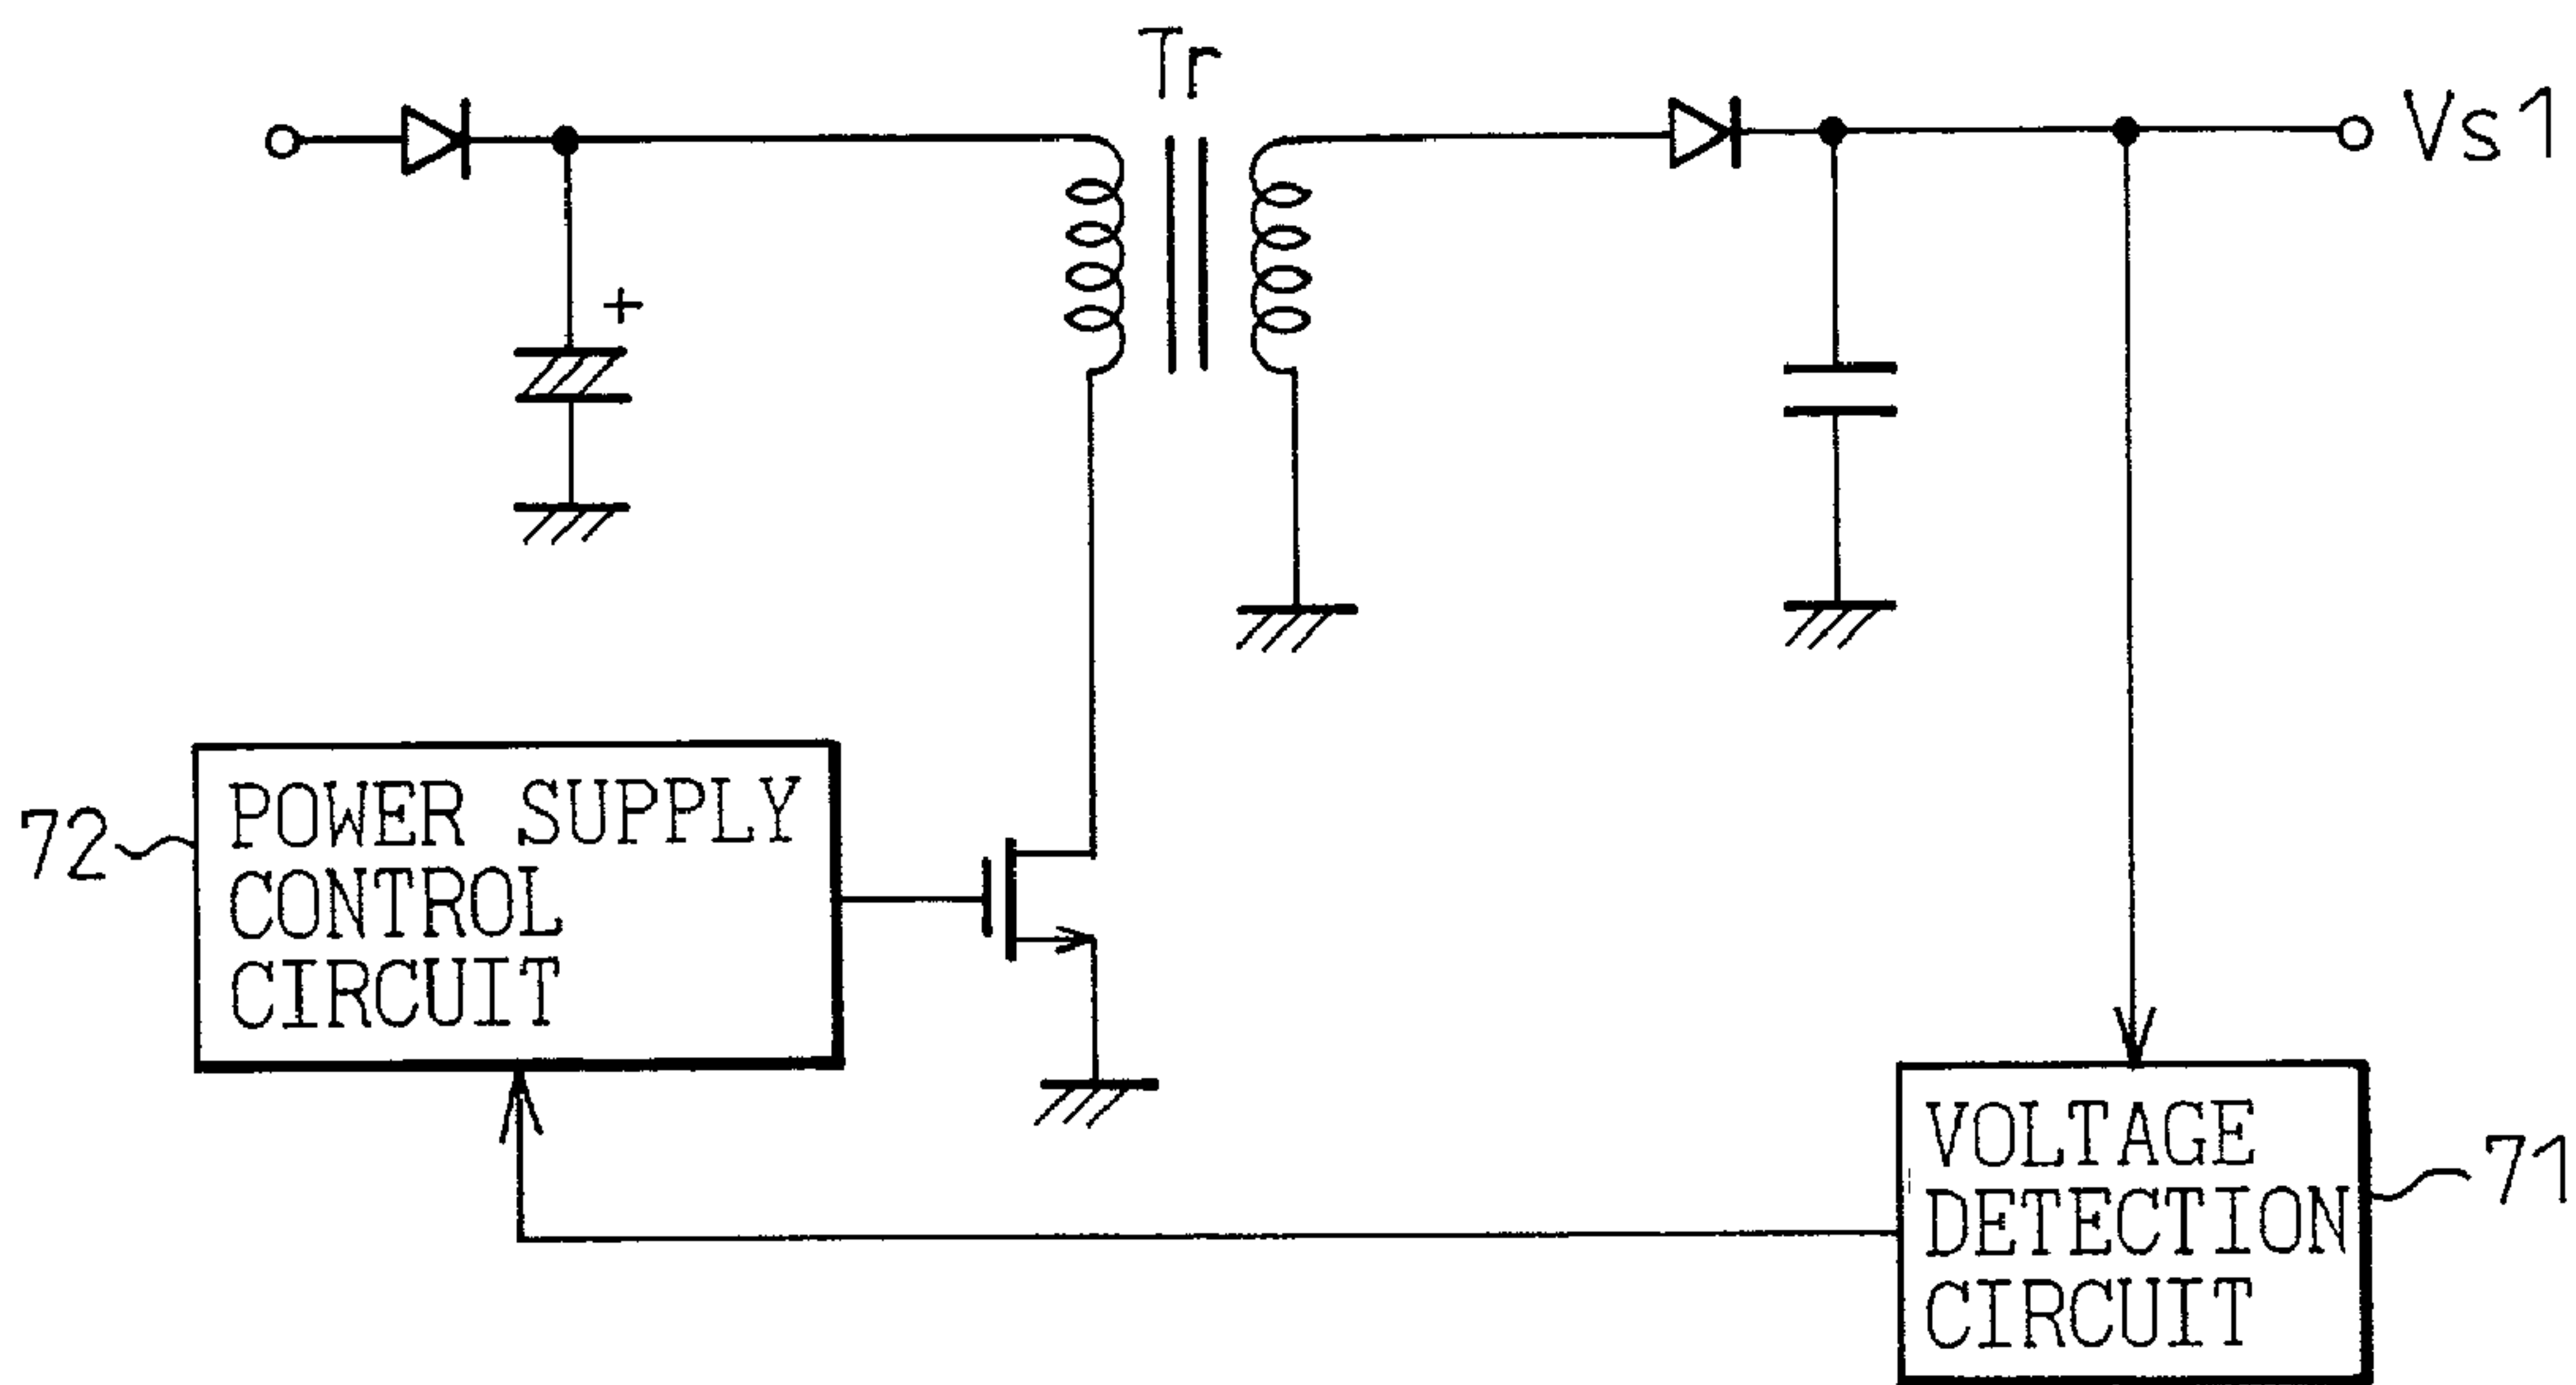 Tr
Vs1
+
72
POWER SUPPLY
CONTROL
CIRCUIT
VOLTAGE
DETECTION
CIRCUIT
71